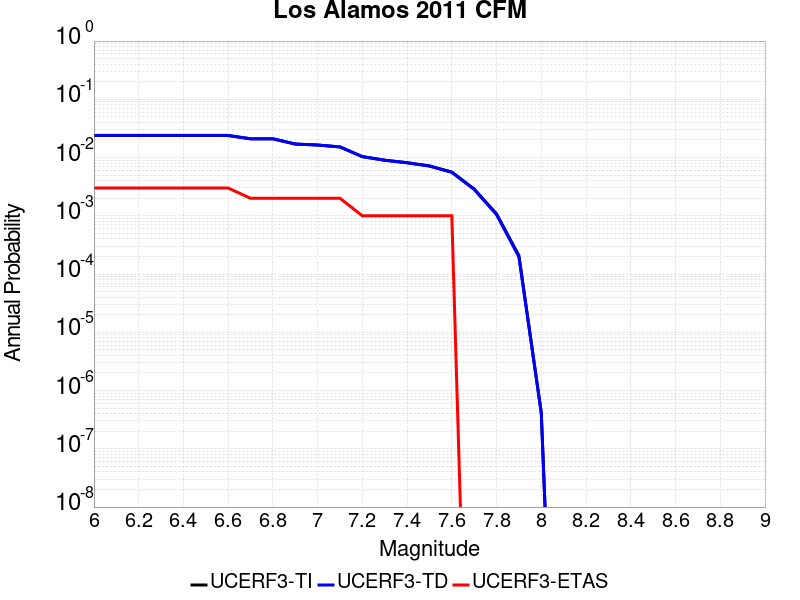 Los Alamos 2011 CFM
10^0
10^-1
10^-2
10^-3
10^-4
10^-5
10^-6
10^-7
10^-8
Annual Probability
6 6.2 6.4 6.6 6.8 7 7.2 7.4 7.6 7.8 8 8.2 8.4 8.6 8.8 9
Magnitude
UCERF3-TI UCERF3-TD UCERF3-ETAS